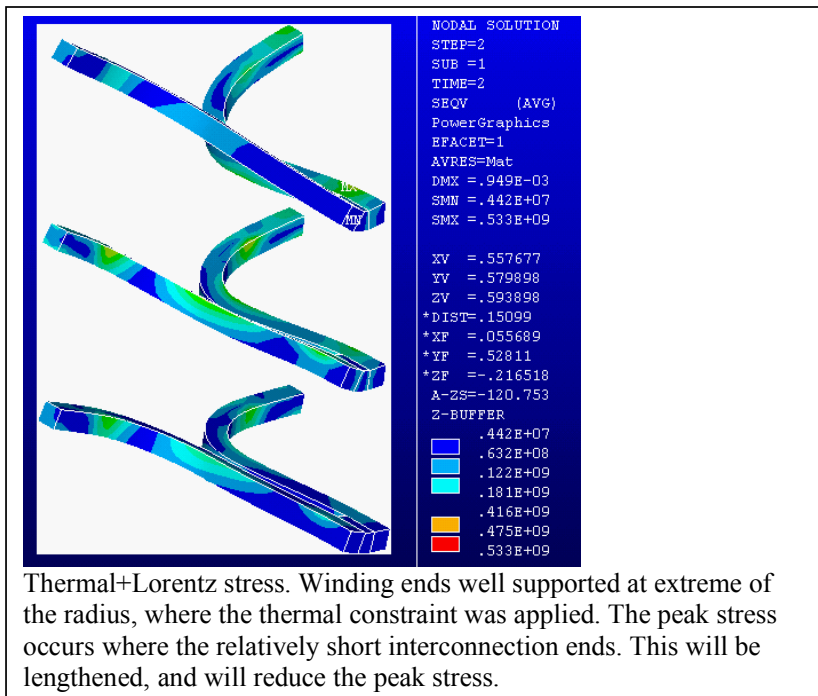 NODAL SOLUTION
STEP=2
SUB =1
TIME=2
SEQV (AVG)
PowerGraphics
EFACET=1
AVRES=Mat
DMX =.949E-03
SMN =.442E+07
SMX =.533E+09
XV =.557677
YV =.579898
ZV =.593898
*DIST=.15099
*XF =.055689
*YF =.52811
*ZF =-.216518
A-ZS=-120.753
Z-BUFFER
.442E+07
.632E+08
.122E+09
.181E+09
.416E+09
.475E+09
.533E+09
MX
MN
Thermal+Lorentz stress. Winding ends well supported at extreme of
the radius, where the thermal constraint was applied. The peak stress
occurs where the relatively short interconnection ends. This will be
lengthened, and will reduce the peak stress.